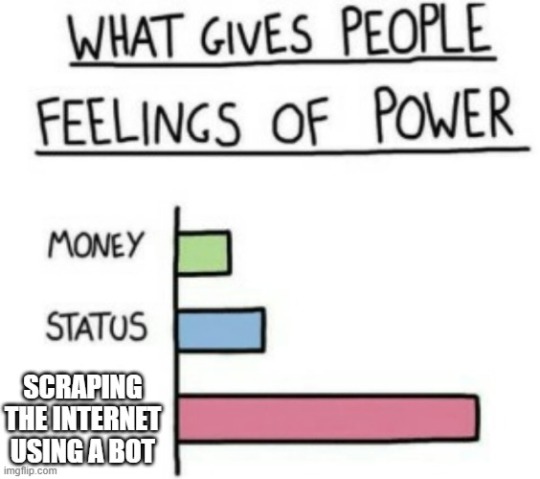 WHAT GIVES PEOPLE
FEELINGS OF POWER
MONEY
STATUS
SCRAPING
THE INTERNET
USING A BOT
imgflip.com